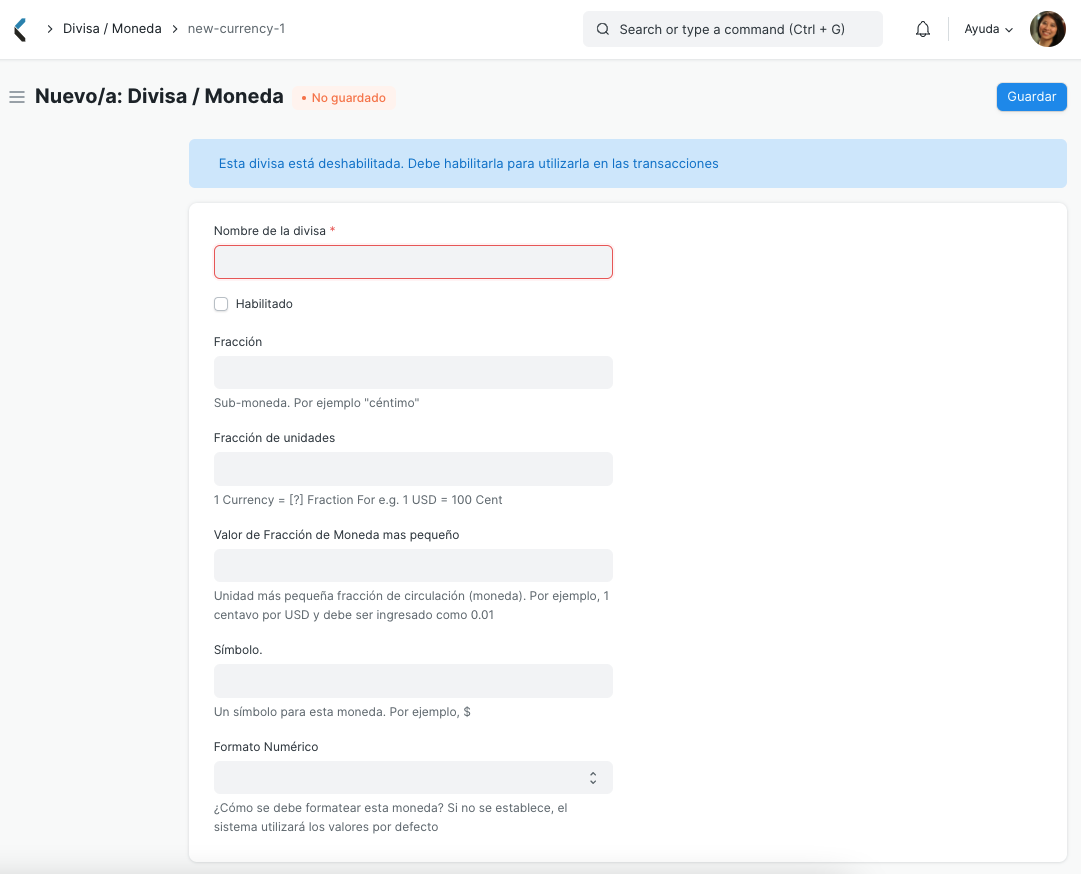 Divisa / Moneda
new-currency-1
Search or type a command (Ctrl + G)
Ayuda
Nuevo/a: Divisa / Moneda
• No guardado
Guardar
Esta divisa está deshabilitada. Debe habilitarla para utilizarla en las transacciones
Nombre de la divisa *
Habilitado
Fracción
Sub-moneda. Por ejemplo "céntimo"
Fracción de unidades
1 Currency = [?] Fraction For e.g. 1 USD = 100 Cent
Valor de Fracción de Moneda mas pequeño
Unidad más pequeña fracción de circulación (moneda). Por ejemplo, 1
centavo por USD y debe ser ingresado como 0.01
Símbolo.
Un símbolo para esta moneda. Por ejemplo, $
Formato Numérico
¿Cómo se debe formatear esta moneda? Si no se establece, el
sistema utilizará los valores por defecto